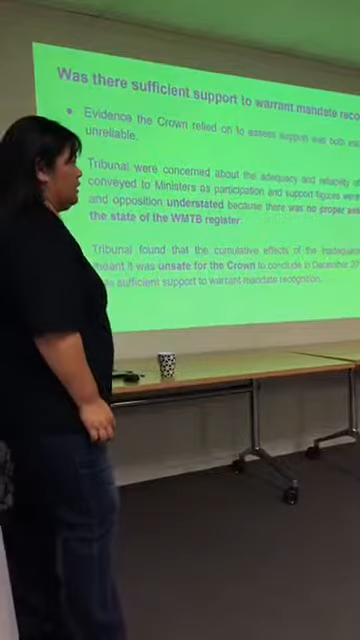 Was there sufficient support to warrant mandate reco
● Evidence the Crown relied on to assess support was both
unreliable.
Tribunal were concerned about the adequacy and reliability of
conveyed to Ministers as participation and support figures were
and opposition understated because there was no proper
the state of the WMTB register.
Tribunal found that the cumulative effects of the inadequa
meant it was unsafe for the Crown to conclude in December 20
sufficient support to warrant mandate recognition.